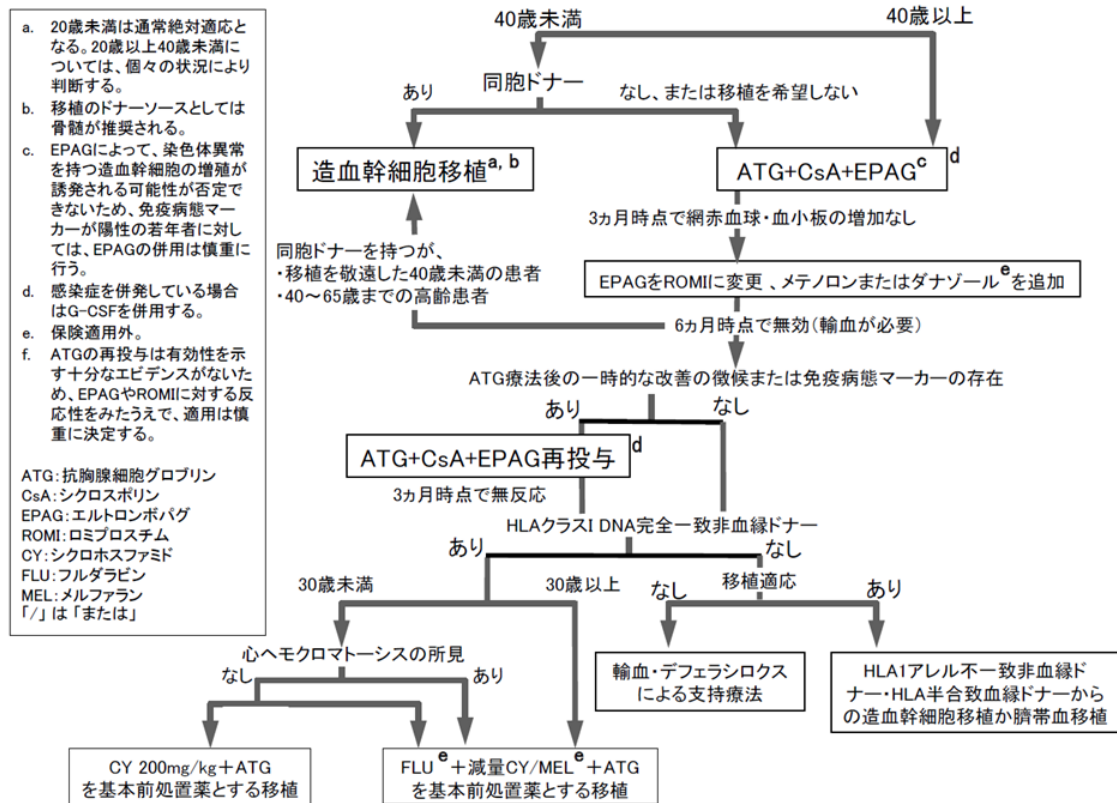 a. 20歳未満は通常絶対適応と
なる。20歳以上40歳未満に
ついては、個々の状況により
判断する。
b. 移植のドナーソースとしては
骨髄が推奨される。
c. EPAGによって、染色体異常
を持つ造血幹細胞の増殖が
誘発される可能性が否定で
きないため、免疫病態マー
カーが陽性の若年者に対し
ては、EPAGの併用は慎重に
行う。
d. 感染症を併発している場合
はG-CSFを併用する。
e. 保険適用外。
f. ATGの再投与は有効性を示
す十分なエビデンスがないた
め、EPAGやROMIに対する反
応性をみたうえで、適用は慎
重に決定する。
ATG:抗胸腺細胞グロブリン
CsA:シクロスポリン
EPAG:エルトロンボパグ
ROMI:ロミプロスチム
CY:シクロホスファミド
FLU:フルダラビン
MEL:メルファラン
「/」は「または」
40歳未満
40歳以上
同胞ドナー
あり
なし、または移植を希望しない
造血幹細胞移植a, b
ATG+CsA+EPAGc d
3ヵ月時点で網赤血球・血小板の増加なし
同胞ドナーを持つが、
・移植を敬遠した40歳未満の患者
・40～65歳までの高齢患者
EPAGをROMIに変更 、メテノロンまたはダナゾールeを追加
6ヵ月時点で無効(輸血が必要)
ATG療法後の一時的な改善の徴候または免疫病態マーカーの存在
あり
なし
ATG+CsA+EPAG再投与d
3ヵ月時点で無反応
HLAクラスI DNA完全一致非血縁ドナー
あり
なし
30歳未満
30歳以上
移植適応
なし
あり
心ヘモクロマトーシスの所見
なし
あり
輸血・デフェラシロクス
による支持療法
HLA1アレル不一致非血縁ド
ナー・HLA半合致血縁ドナーから
の造血幹細胞移植か臍帯血移植
CY 200mg/kg+ATG
を基本前処置薬とする移植
FLUe+減量CY/MELe+ATG
を基本前処置薬とする移植